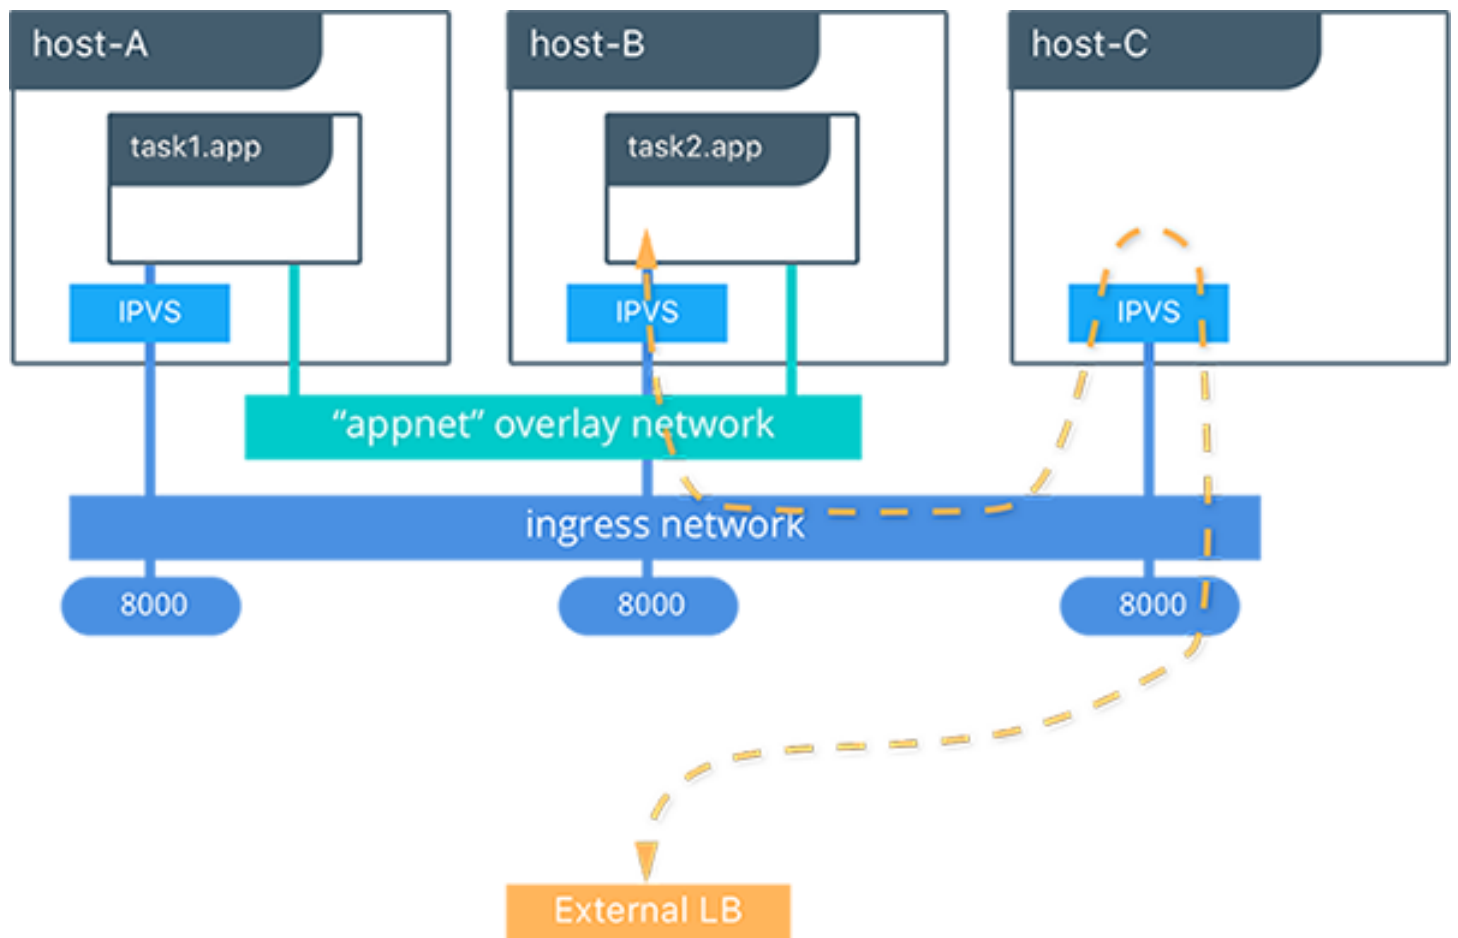 host-A
host-B
host-C
task1.app
task2.app
IPVS
IPVS
IPVS
“appnet” overlay network
ingress network
8000
8000
8000
External LB